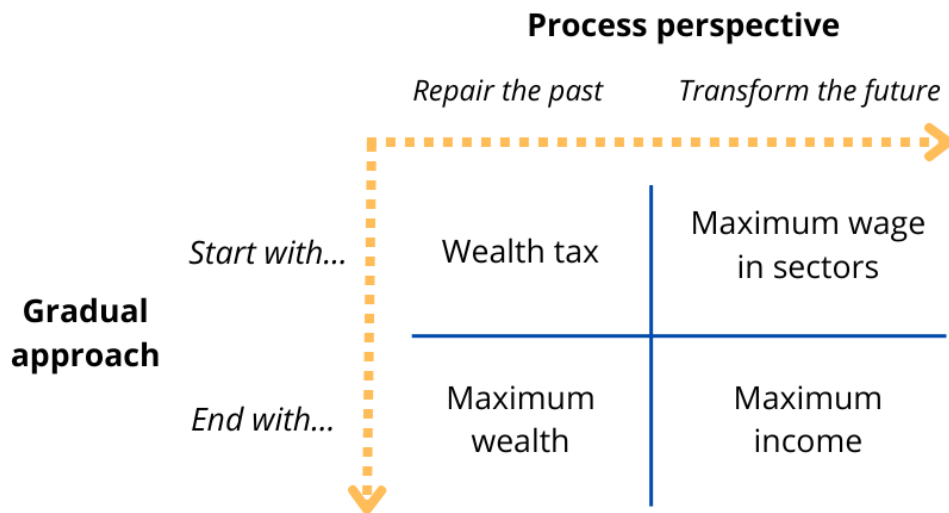 Process perspective
Repair the past
Transform the future
Start with...
Wealth tax
Maximum wage
in sectors
Gradual
approach
End with...
Maximum
wealth
Maximum
income